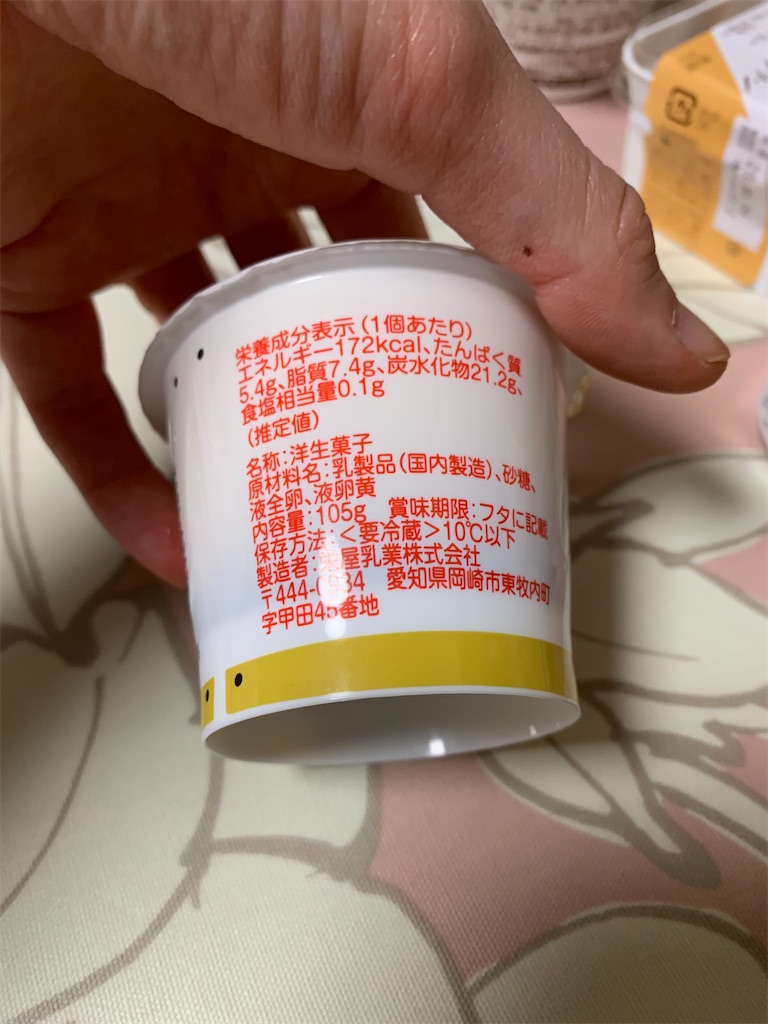 栄養成分表示(1個あたり)
エネルギー172kcal、たんぱく質
5.4g、脂質7.4g、炭水化物21.2g、
食塩相当量0.1g
(推定値)
名称:洋生菓子
原材料名:乳製品(国内製造)、砂糖、
液全卵、液卵黄
内容量:105g 賞味期限:フタに記載
保存方法:<要冷蔵>10℃以下
製造者:栄屋乳業株式会社
〒444-0934 愛知県岡崎市東牧内町
字甲田45番地